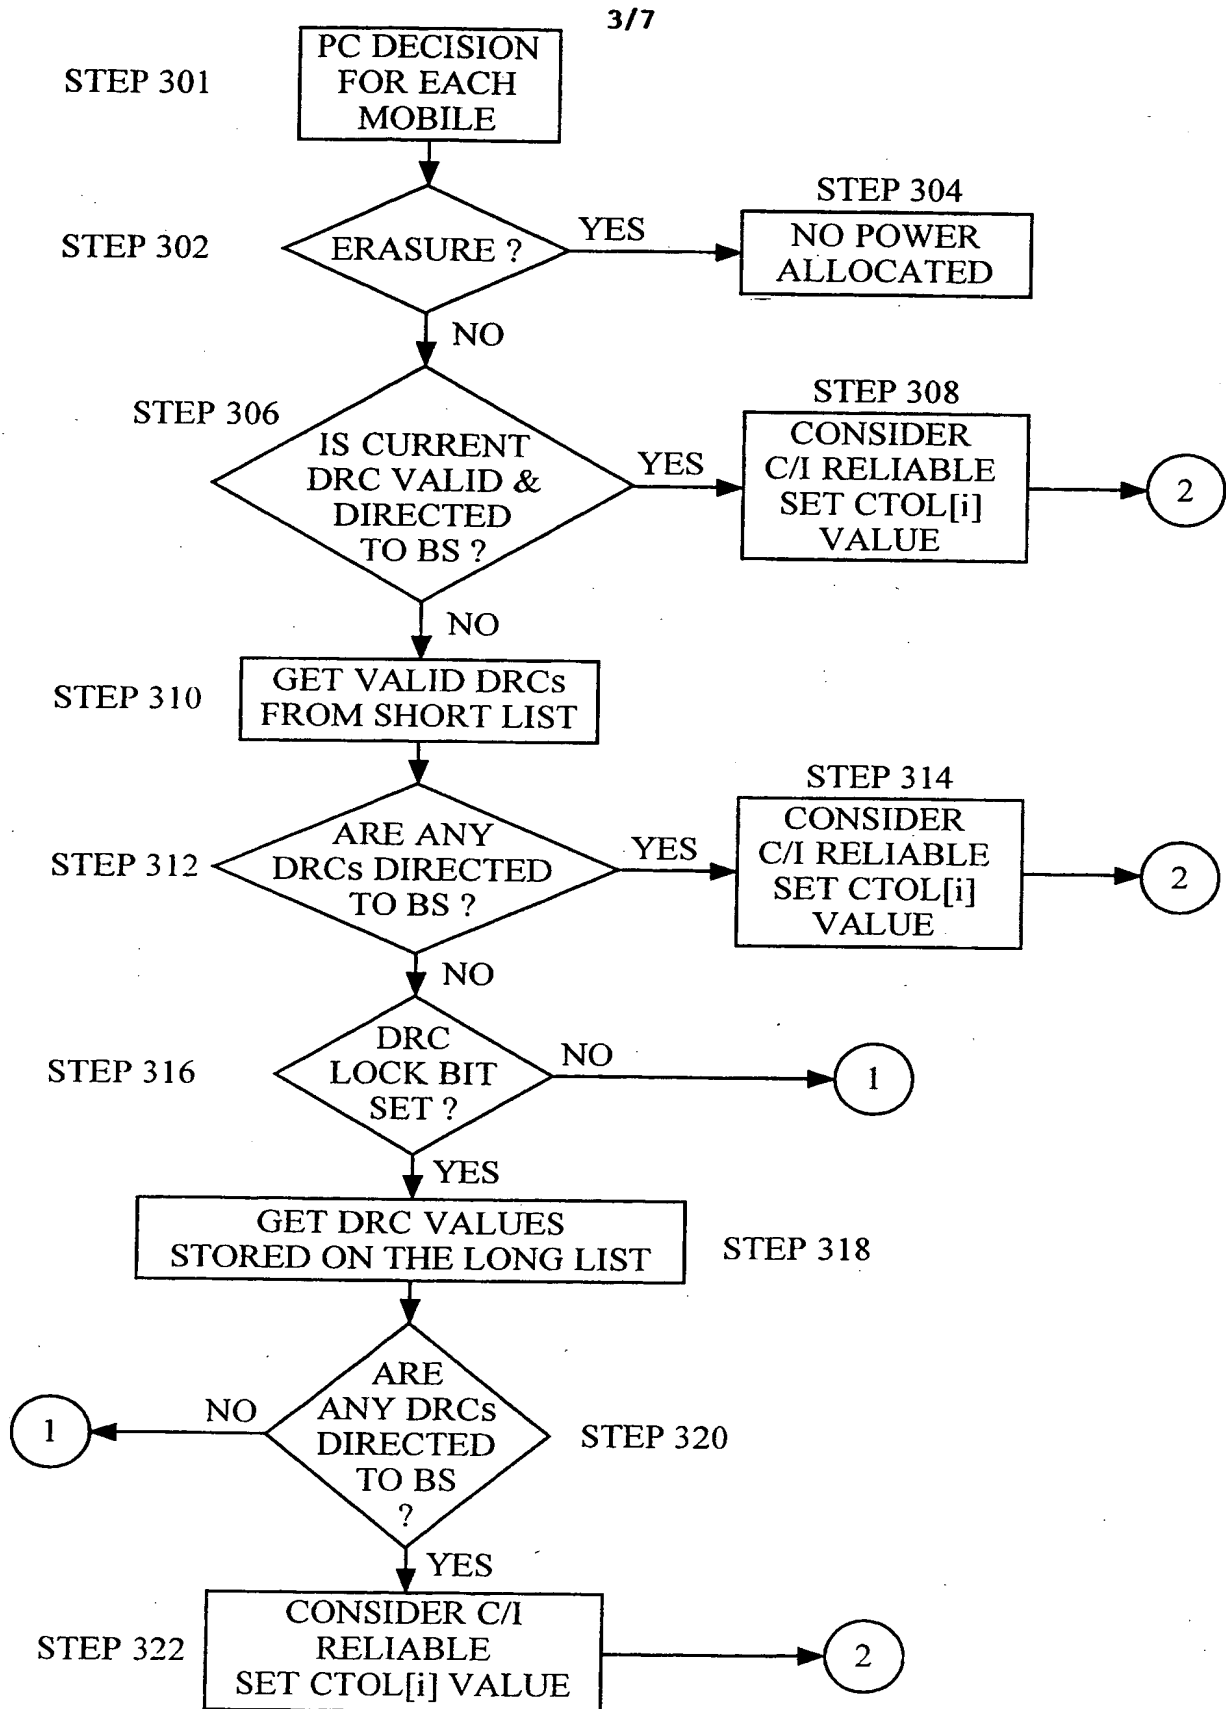 3/7
STEP 301
PC DECISION
FOR EACH
MOBILE
STEP 302
ERASURE ?
YES
STEP 304
NO POWER
ALLOCATED
NO
STEP 306
IS CURRENT
DRC VALID &
DIRECTED
TO BS ?
YES
STEP 308
CONSIDER
C/I RELIABLE
SET CTOL[i]
VALUE
2
NO
STEP 310
GET VALID DRCs
FROM SHORT LIST
STEP 312
ARE ANY
DRCs DIRECTED
TO BS ?
YES
STEP 314
CONSIDER
C/I RELIABLE
SET CTOL[i]
VALUE
2
NO
STEP 316
DRC
LOCK BIT
SET ?
NO
1
YES
GET DRC VALUES
STORED ON THE LONG LIST
STEP 318
1
NO
ARE
ANY DRCs
DIRECTED
TO BS
?
STEP 320
YES
STEP 322
CONSIDER C/I
RELIABLE
SET CTOL[i] VALUE
2